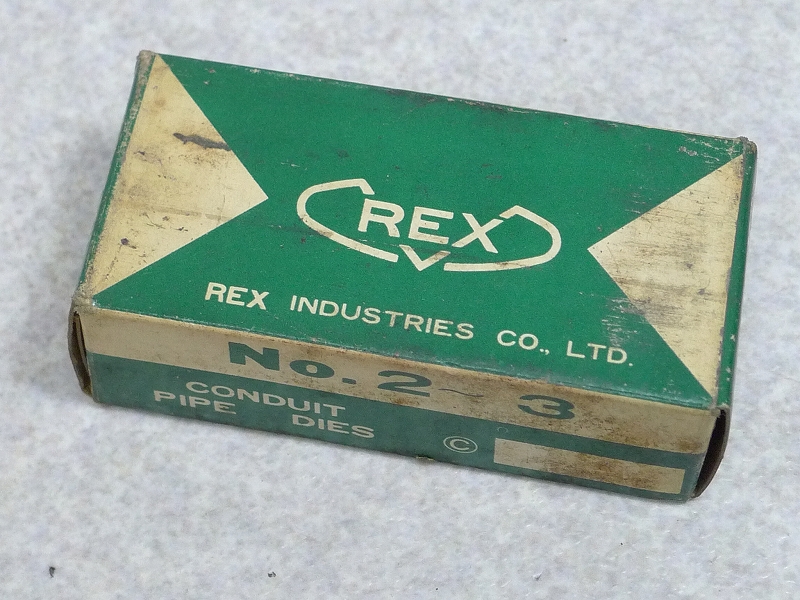 REX
REX INDUSTRIES CO., LTD.
No. 2~3
CONDUIT
PIPE DIES
©